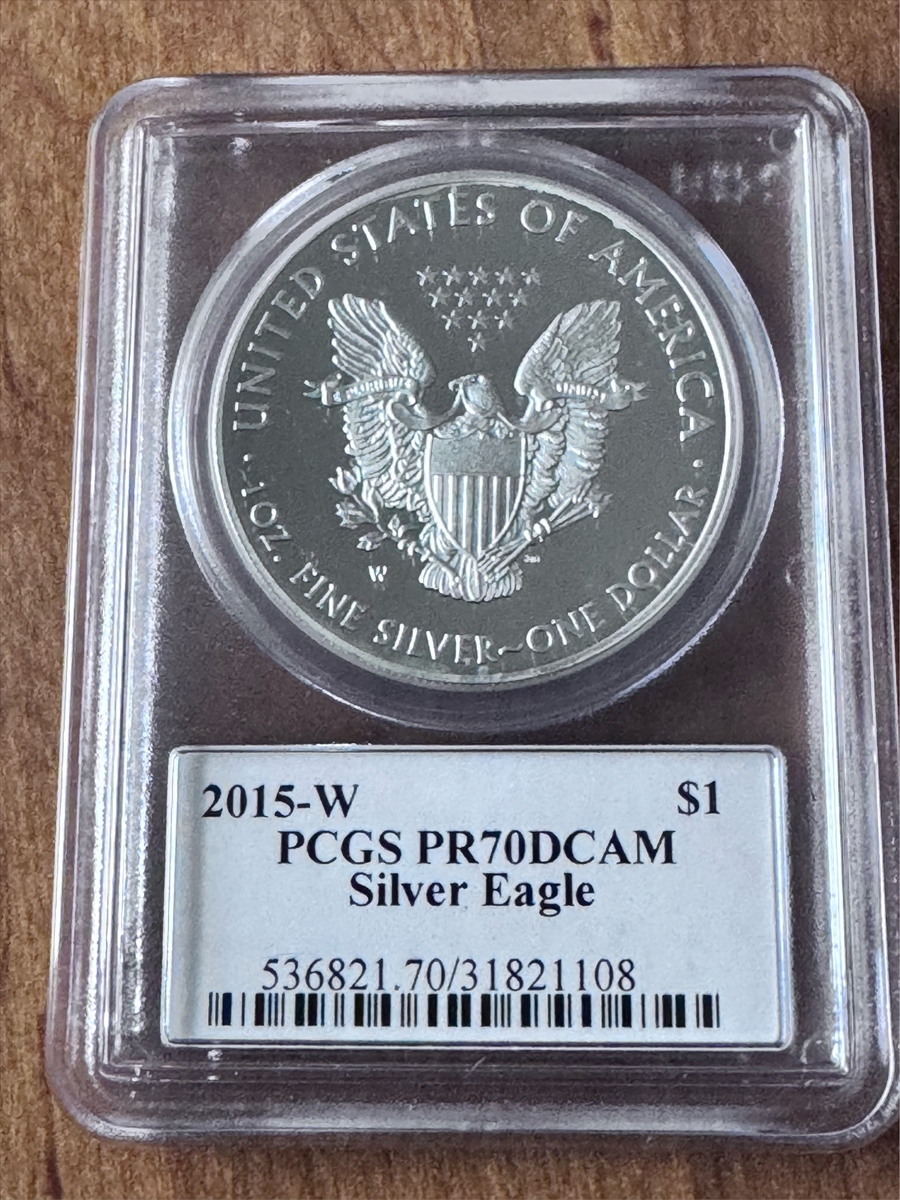 · UNITED STATES OF AMERICA ·
1 OZ. FINE SILVER~ONE DOLLAR
W
2015-W $1
PCGS PR70DCAM
Silver Eagle
536821.70/31821108